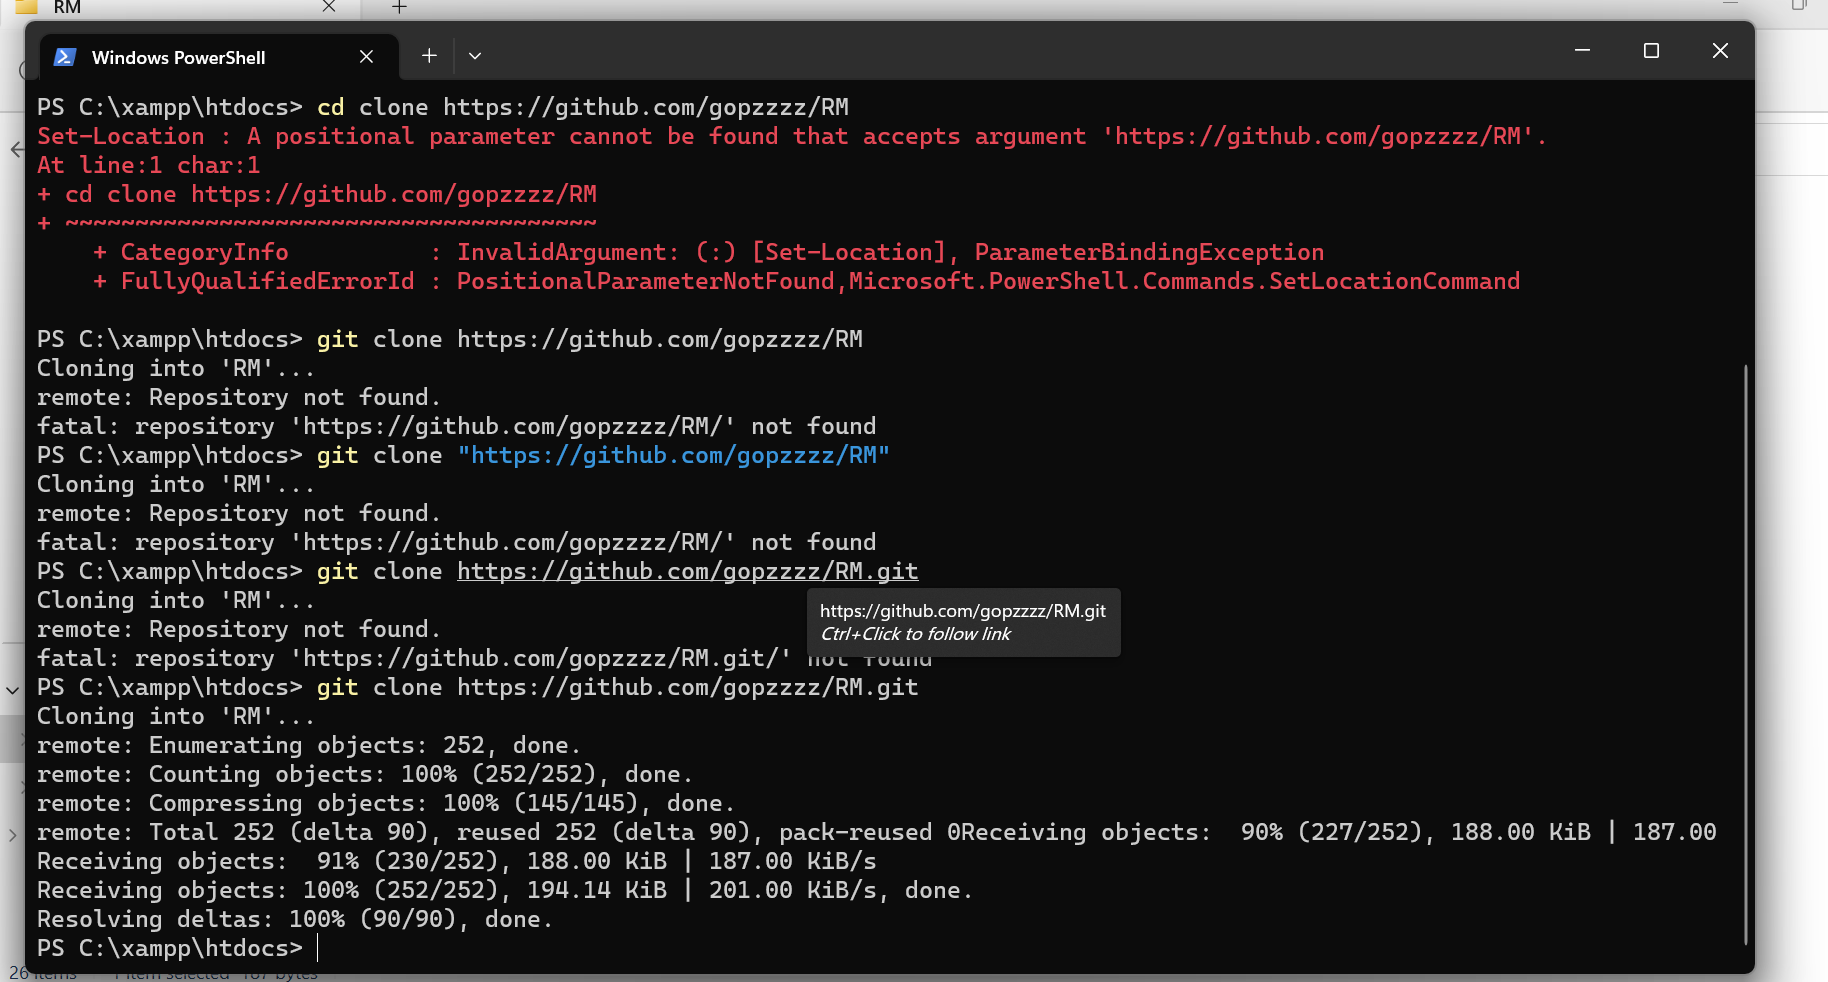 RM
Windows PowerShell
PS C:\xampp\htdocs> cd clone https://github.com/gopzzzz/RM
Set-Location : A positional parameter cannot be found that accepts argument 'https://github.com/gopzzzz/RM'.
At line:1 char:1
+ cd clone https://github.com/gopzzzz/RM
+ ~~~~~~~~~~~~~~~~~~~~~~~~~~~~~~~~~~~~~~
+ CategoryInfo : InvalidArgument: (:) [Set-Location], ParameterBindingException
+ FullyQualifiedErrorId : PositionalParameterNotFound,Microsoft.PowerShell.Commands.SetLocationCommand
PS C:\xampp\htdocs> git clone https://github.com/gopzzzz/RM
Cloning into 'RM'...
remote: Repository not found.
fatal: repository 'https://github.com/gopzzzz/RM/' not found
PS C:\xampp\htdocs> git clone "https://github.com/gopzzzz/RM"
Cloning into 'RM'...
remote: Repository not found.
fatal: repository 'https://github.com/gopzzzz/RM/' not found
PS C:\xampp\htdocs> git clone https://github.com/gopzzzz/RM.git
Cloning into 'RM'...
https://github.com/gopzzzz/RM.git
remote: Repository not found.
Ctrl+Click to follow link
fatal: repository 'https://github.com/gopzzzz/RM.git/' not found
PS C:\xampp\htdocs> git clone https://github.com/gopzzzz/RM.git
Cloning into 'RM'...
remote: Enumerating objects: 252, done.
remote: Counting objects: 100% (252/252), done.
remote: Compressing objects: 100% (145/145), done.
remote: Total 252 (delta 90), reused 252 (delta 90), pack-reused 0Receiving objects:  90% (227/252), 188.00 KiB | 187.00
Receiving objects:  91% (230/252), 188.00 KiB | 187.00 KiB/s
Receiving objects: 100% (252/252), 194.14 KiB | 201.00 KiB/s, done.
Resolving deltas: 100% (90/90), done.
PS C:\xampp\htdocs>
26 items 1 item selected 187 bytes